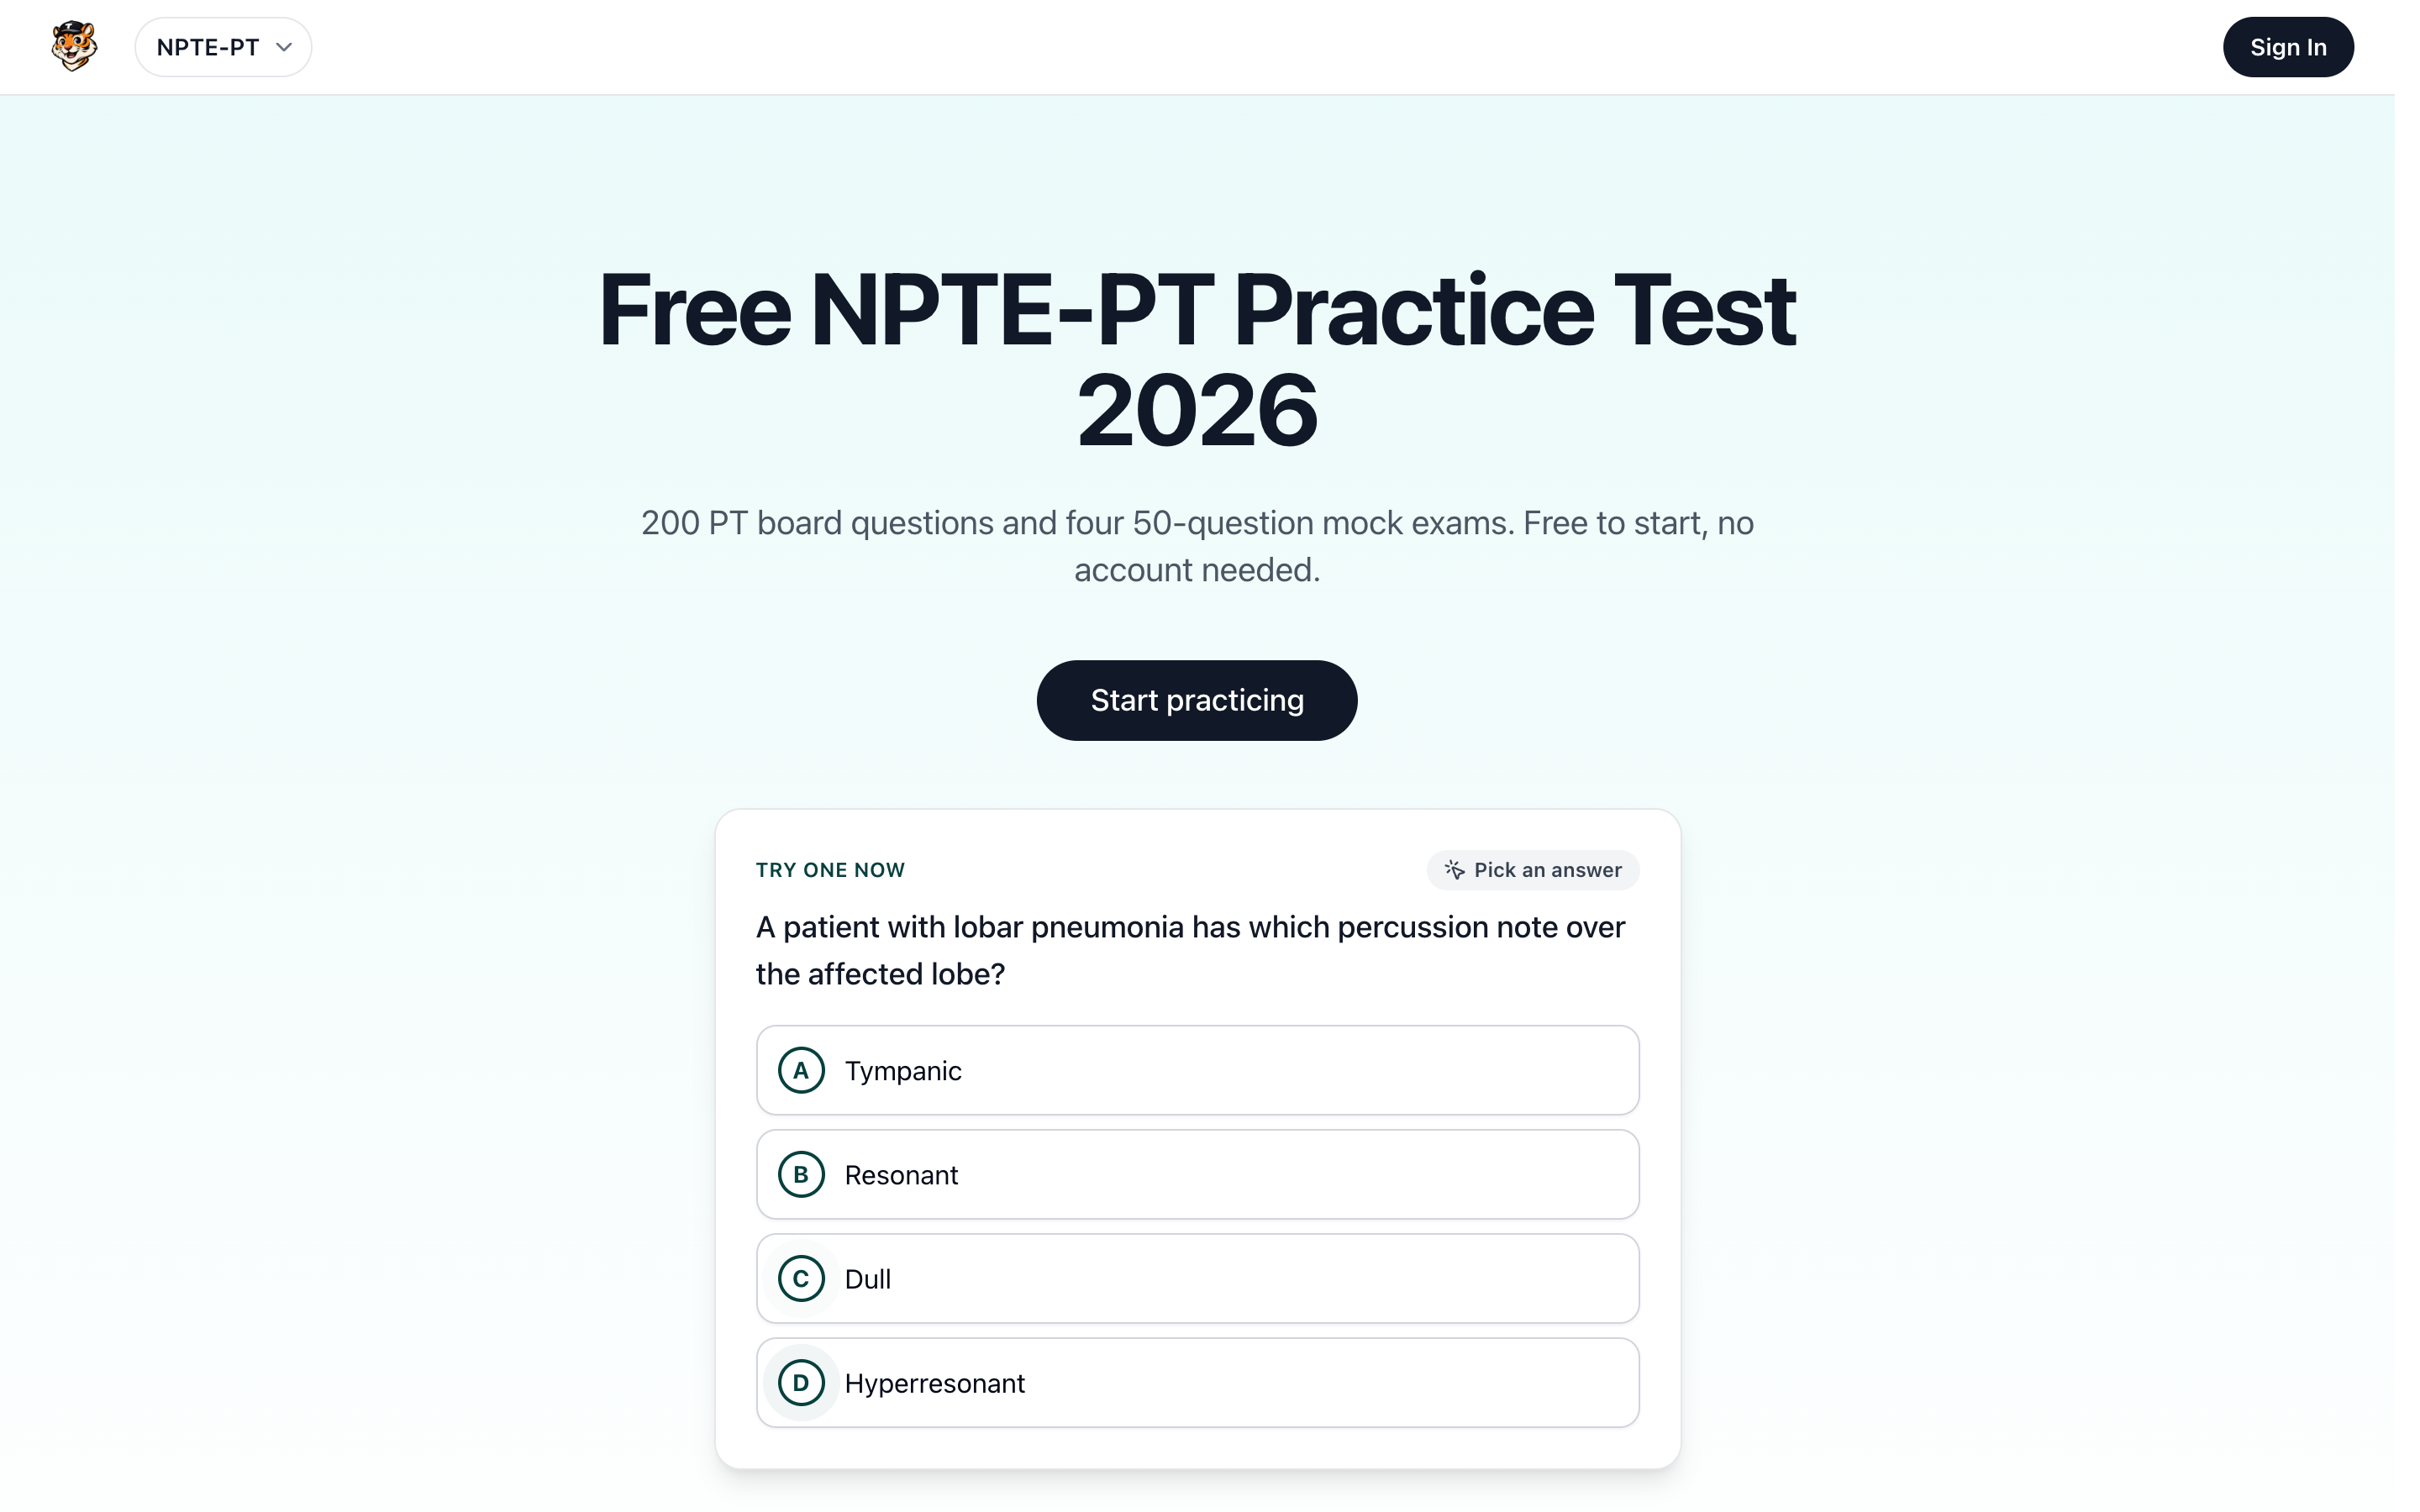 NPTE-PT
Sign In
Free NPTE-PT Practice Test
2026
200 PT board questions and four 50-question mock exams. Free to start, no
account needed.
Start practicing
TRY ONE NOW
Pick an answer
A patient with lobar pneumonia has which percussion note over
the affected lobe?
A Tympanic
B Resonant
C Dull
D Hyperresonant